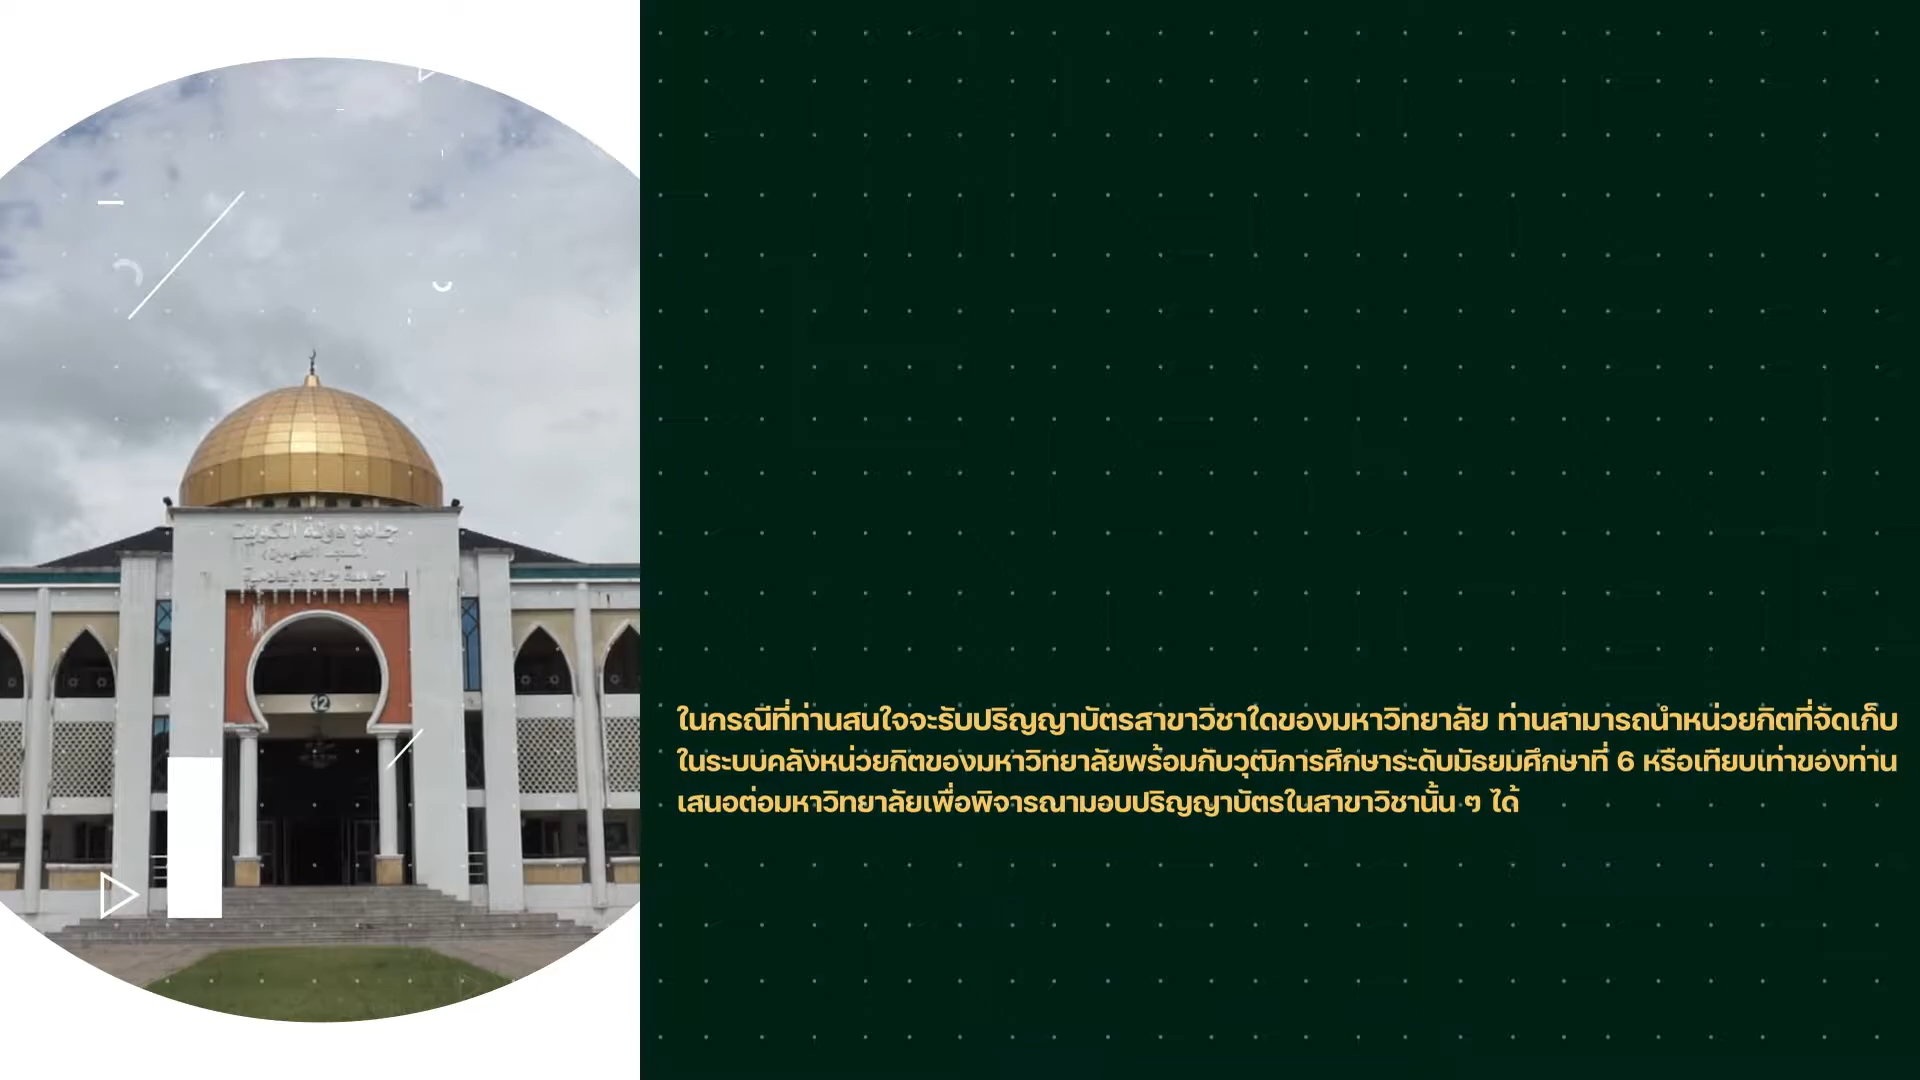 جامع دولة الكويت
جامعة جالا الإسلامية
12
ในกรณีที่ท่านสนใจจะรับปริญญาบัตรสาขาวิชาใดของมหาวิทยาลัย ท่านสามารถนำหน่วยกิตที่จัดเก็บ
ในระบบคลังหน่วยกิตของมหาวิทยาลัยพร้อมกับวุฒิการศึกษาระดับมัธยมศึกษาที่ 6 หรือเทียบเท่าของท่าน
เสนอต่อมหาวิทยาลัยเพื่อพิจารณามอบปริญญาบัตรในสาขาวิชานั้น ๆ ได้